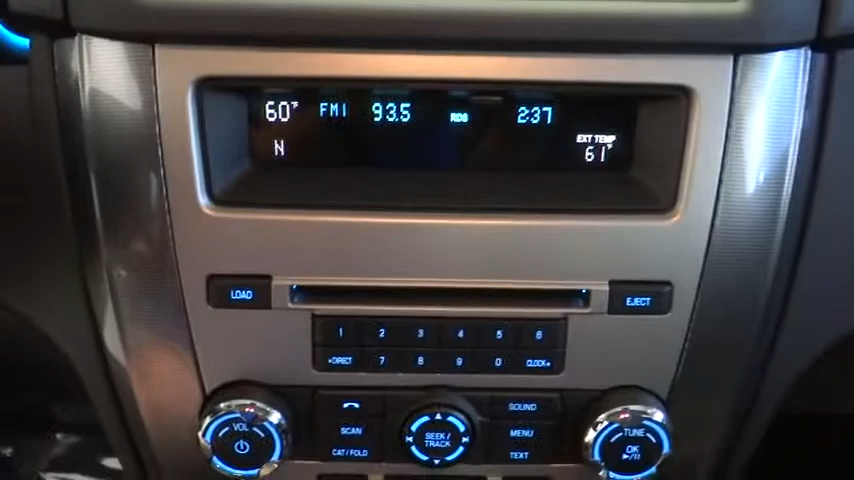 60°F FM1 93.5 RDS 2:37
N EXT TEMP
61°
LOAD EJECT
1 2 3 4 5 6
*DIRECT 7 8 9 0 CLOCK
SOUND
VOL SCAN SEEK/ TRACK MENU TUNE
CAT/FOLD TEXT OK